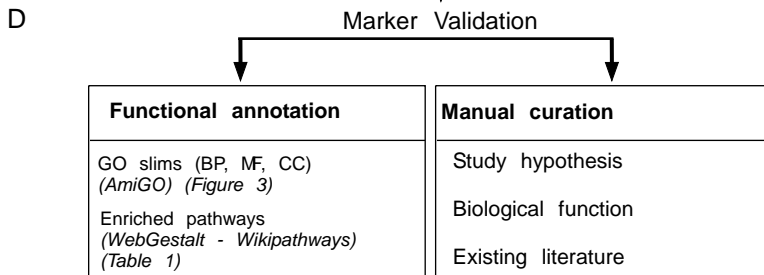 D
Marker Validation
Functional annotation
GO slims (BP, MF, CC)
(AmiGO) (Figure 3)
Enriched pathways
(WebGestalt - Wikipathways)
(Table 1)
Manual curation
Study hypothesis
Biological function
Existing literature